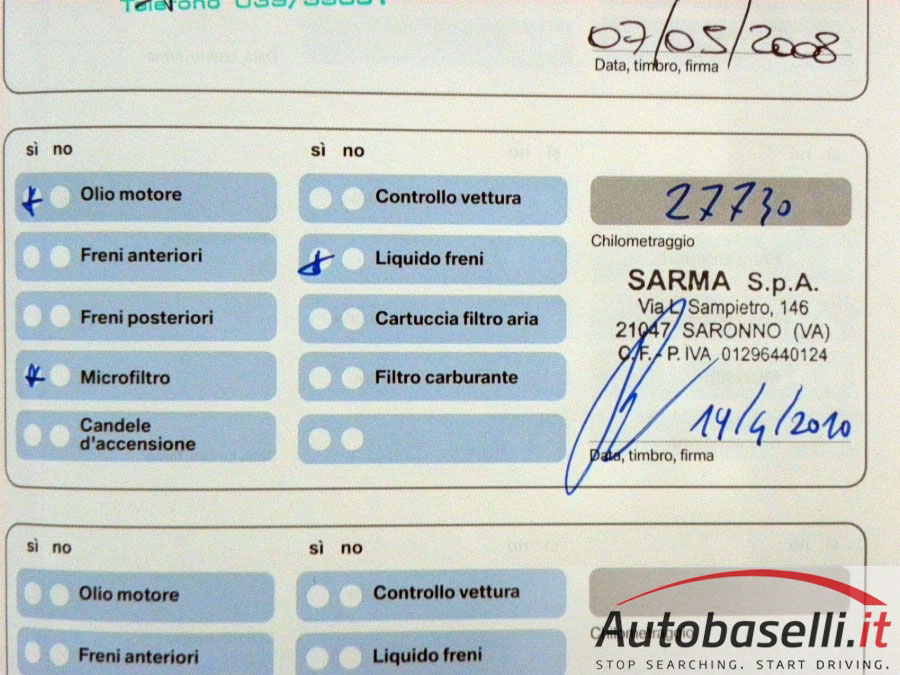 Telefono 039/
07/05/2008
Data, timbro, firma
sì no
Olio motore
Freni anteriori
Freni posteriori
Microfiltro
Candele
d'accensione
sì no
Controllo vettura
Liquido freni
Cartuccia filtro aria
Filtro carburante
27730
Chilometraggio
SARMA S.p.A.
Via L. Sampietro, 146
21047 SARONNO (VA)
C.F. - P. IVA 01296440124
14/4/2010
Data, timbro, firma
sì no
Olio motore
Freni anteriori
sì no
Controllo vettura
Liquido freni
Chilometraggio
Autobaselli.it
STOP SEARCHING. START DRIVING.